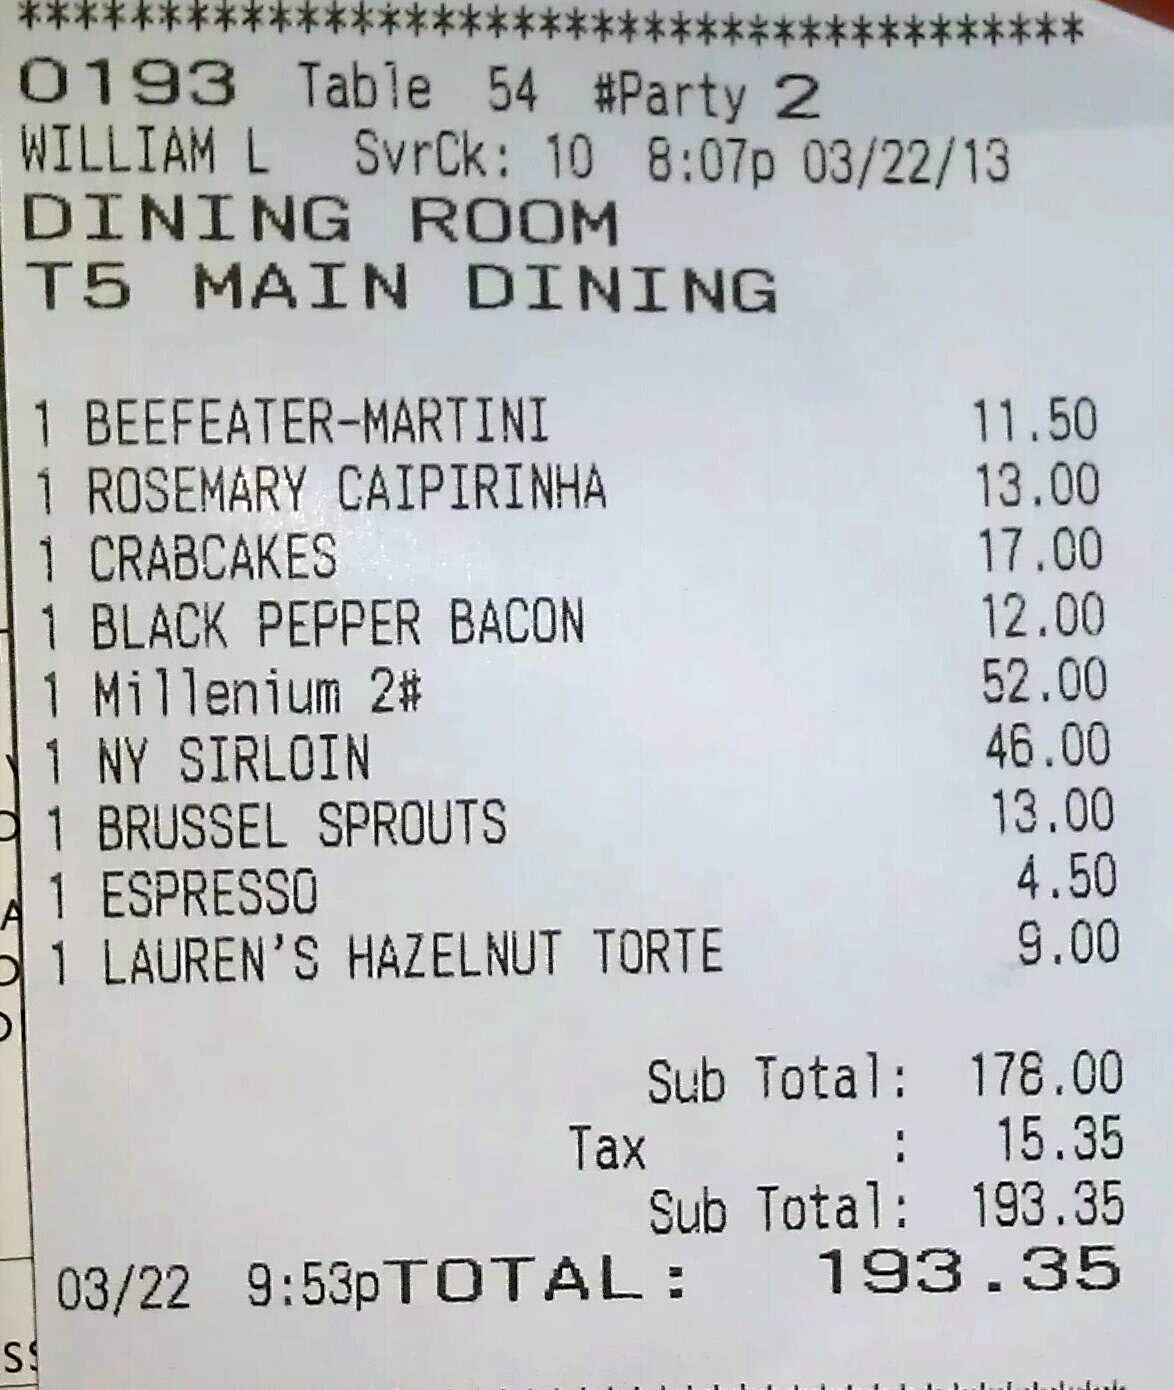 ****************************************
0193 Table 54 #Party 2
WILLIAM L SvrCk: 10 8:07p 03/22/13
DINING ROOM
T5 MAIN DINING
1 BEEFEATER-MARTINI 11.50
1 ROSEMARY CAIPIRINHA 13.00
1 CRABCAKES 17.00
1 BLACK PEPPER BACON 12.00
1 Millenium 2# 52.00
1 NY SIRLOIN 46.00
1 BRUSSEL SPROUTS 13.00
1 ESPRESSO 4.50
1 LAUREN'S HAZELNUT TORTE 9.00
Sub Total: 178.00
Tax : 15.35
Sub Total: 193.35
03/22 9:53pTOTAL: 193.35